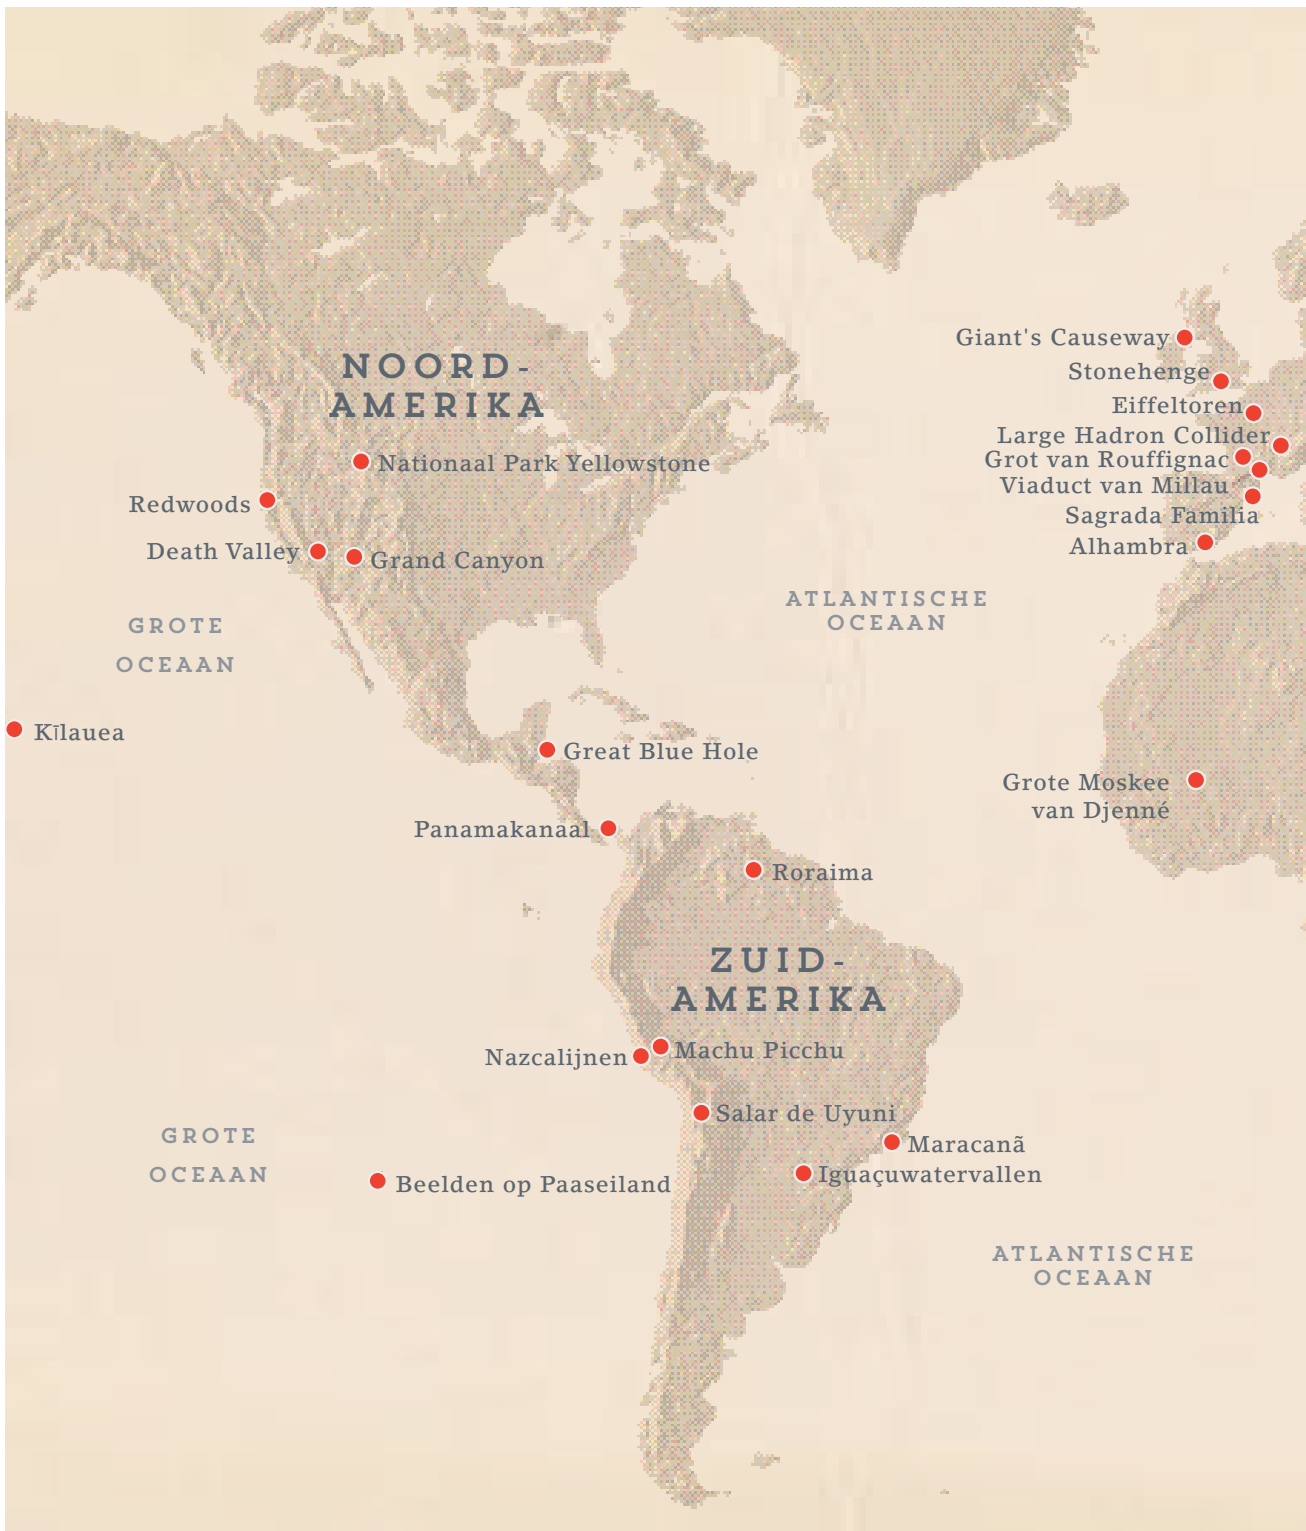 Giant's Causeway
Stonehenge
NOORD-
AMERIKA
Eiffeltoren
Large Hadron Collider
Grot van Rouffignac
Nationaal Park Yellowstone
Viaduct van Millau
Redwoods
Sagrada Familia
Alhambra
Death Valley
Grand Canyon
ATLANTISCHE
OCEAAN
GROTE
OCEAAN
Kīlauea
Great Blue Hole
Grote Moskee
van Djenné
Panamakanaal
Roraima
ZUID-
AMERIKA
Nazcalijnen
Machu Picchu
Salar de Uyuni
GROTE
OCEAAN
Maracanã
Iguaçuwatervallen
Beelden op Paaseiland
ATLANTISCHE
OCEAAN